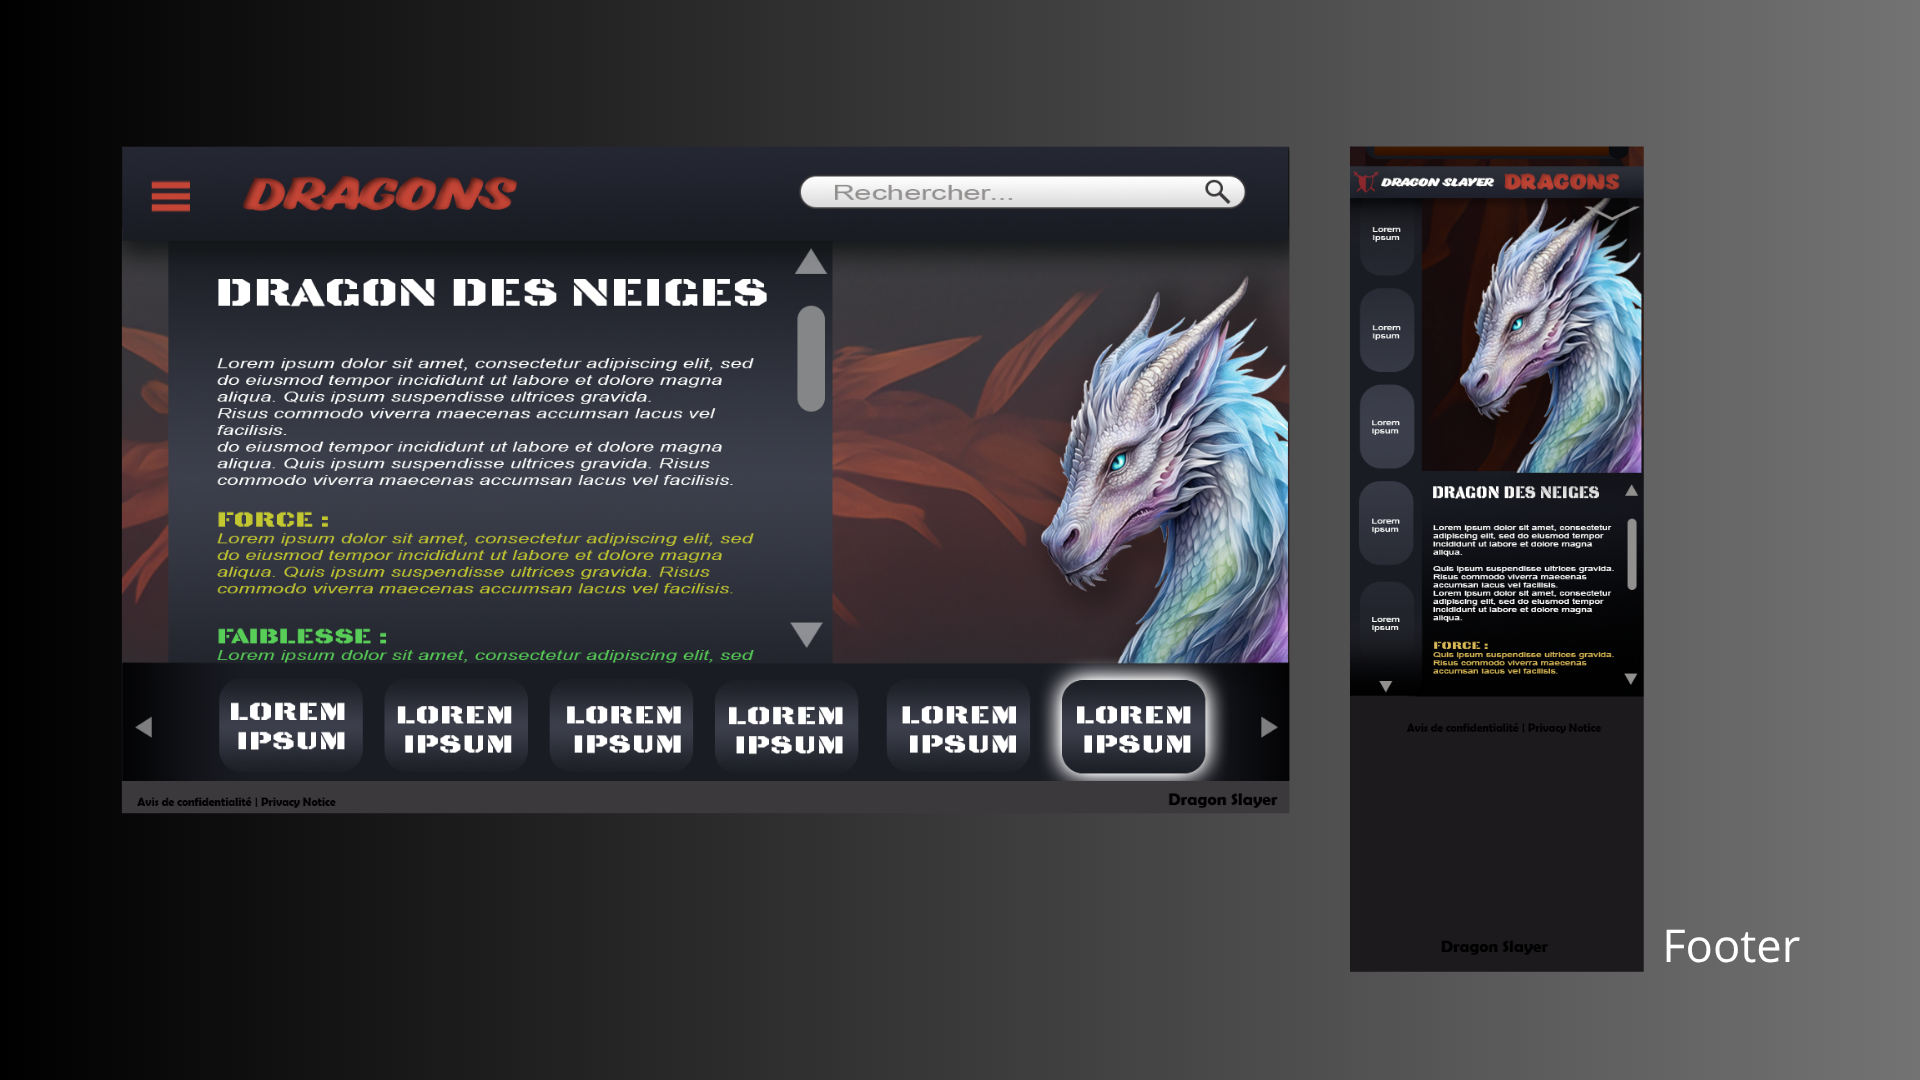 DRAGONS
Rechercher...
DRAGON DES NEIGES
Lorem ipsum dolor sit amet, consectetur adipiscing elit, sed
do eiusmod tempor incididunt ut labore et dolore magna
aliqua. Quis ipsum suspendisse ultrices gravida.
Risus commodo viverra maecenas accumsan lacus vel
facilisis.
do eiusmod tempor incididunt ut labore et dolore magna
aliqua. Quis ipsum suspendisse ultrices gravida. Risus
commodo viverra maecenas accumsan lacus vel facilisis.
FORCE :
Lorem ipsum dolor sit amet, consectetur adipiscing elit, sed
do eiusmod tempor incididunt ut labore et dolore magna
aliqua. Quis ipsum suspendisse ultrices gravida. Risus
commodo viverra maecenas accumsan lacus vel facilisis.
FAIBLESSE :
Lorem ipsum dolor sit amet, consectetur adipiscing elit, sed
LOREM
IPSUM
LOREM
IPSUM
LOREM
IPSUM
LOREM
IPSUM
LOREM
IPSUM
LOREM
IPSUM
Avis de confidentialité | Privacy Notice
Dragon Slayer
DRAGON SLAYER DRAGONS
Lorem
ipsum
Lorem
ipsum
Lorem
ipsum
Lorem
ipsum
Lorem
ipsum
DRAGON DES NEIGES
Lorem ipsum dolor sit amet, consectetur
adipiscing elit, sed do eiusmod tempor
incididunt ut labore et dolore magna
aliqua.
Quis ipsum suspendisse ultrices gravida.
Risus commodo viverra maecenas
accumsan lacus vel facilisis.
Lorem ipsum dolor sit amet, consectetur
adipiscing elit, sed do eiusmod tempor
incididunt ut labore et dolore magna
aliqua.
FORCE :
Quis ipsum suspendisse ultrices gravida.
Risus commodo viverra maecenas
accumsan lacus vel facilisis.
Avis de confidentialité | Privacy Notice
Dragon Slayer
Footer